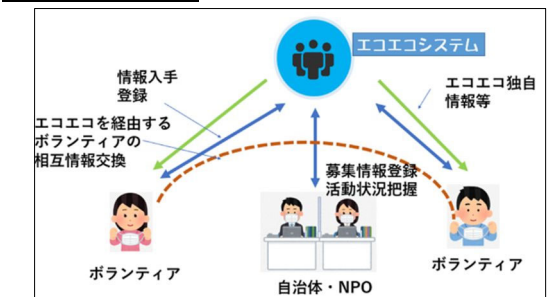 エコエコシステム
情報入手
登録
エコエコ独自
情報等
エコエコを経由する
ボランティアの
相互情報交換
募集情報登録
活動状況把握
ボランティア
自治体・NPO
ボランティア